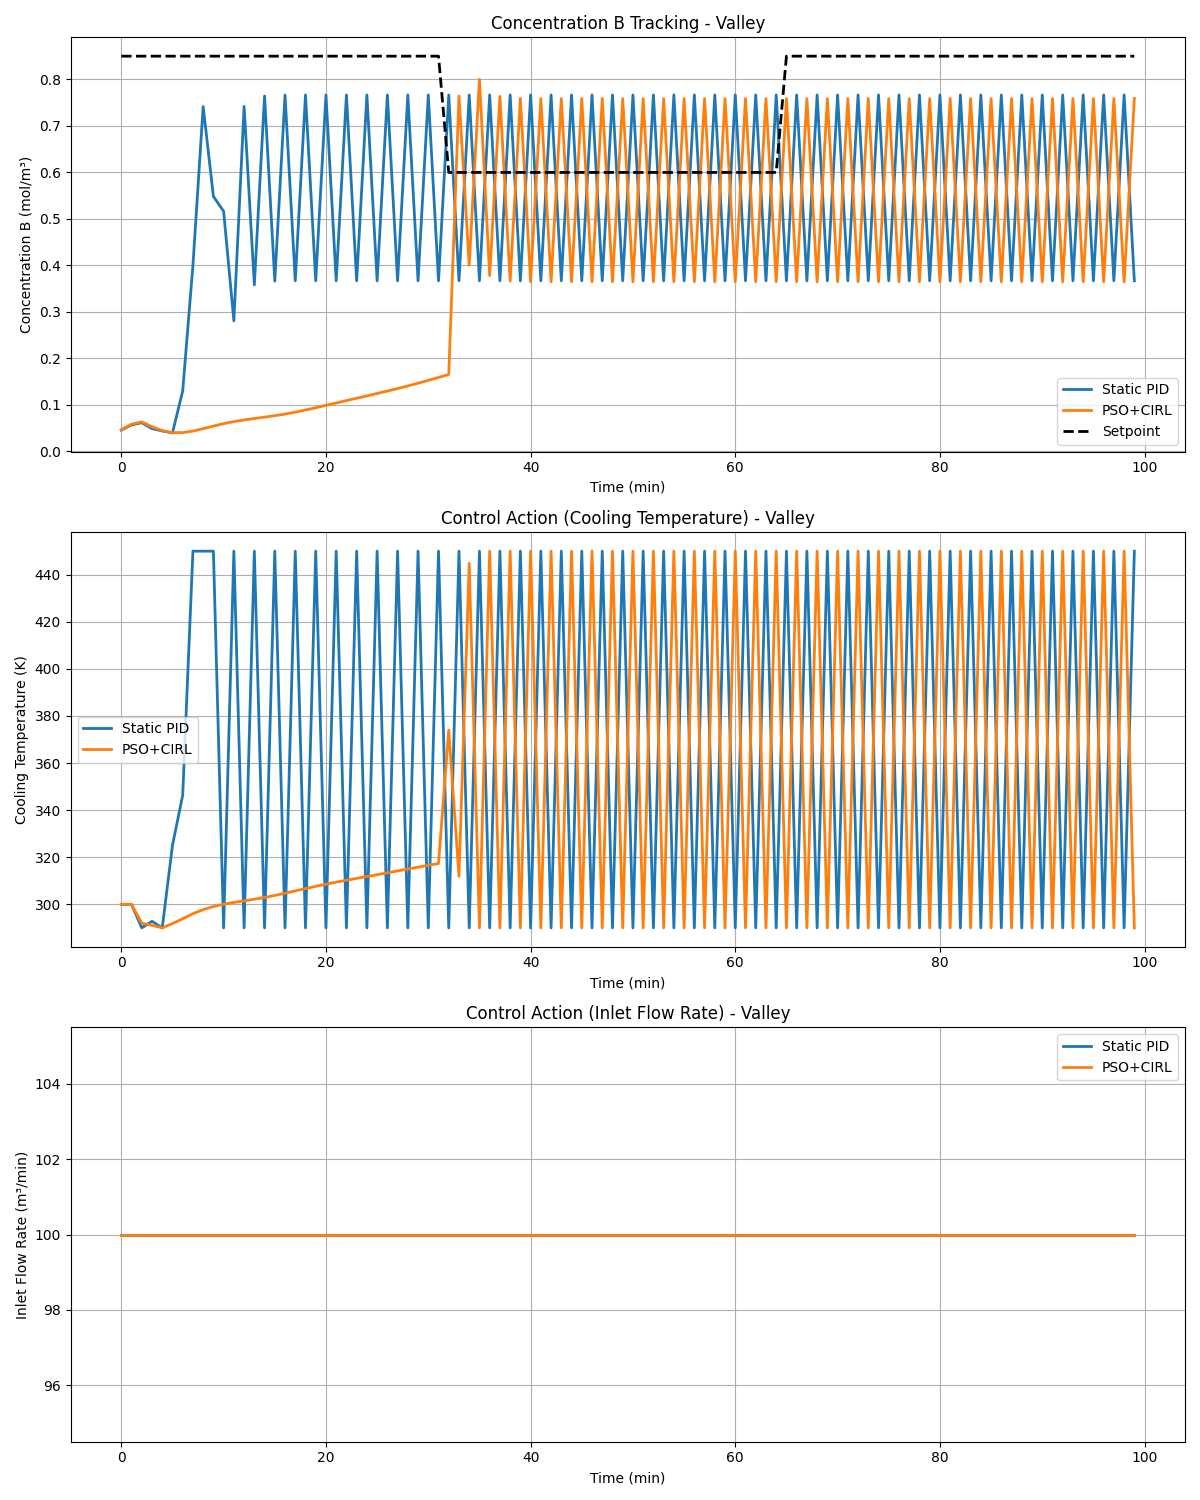 Concentration B Tracking - Valley
Concentration B (mol/m³)
0.8
0.7
0.6
0.5
0.4
0.3
0.2
0.1
0.0
Static PID
PSO+CIRL
Setpoint
0 20 40 60 80 100
Time (min)
Control Action (Cooling Temperature) - Valley
Cooling Temperature (K)
440
420
400
380
360
340
320
300
Static PID
PSO+CIRL
0 20 40 60 80 100
Time (min)
Control Action (Inlet Flow Rate) - Valley
Inlet Flow Rate (m³/min)
104
102
100
98
96
Static PID
PSO+CIRL
0 20 40 60 80 100
Time (min)